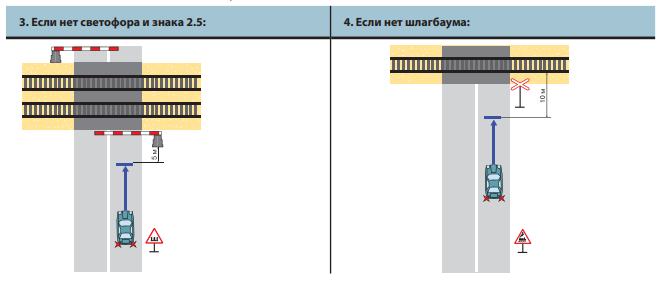 3. Если нет светофора и знака 2.5:
4. Если нет шлагбаума:
5 м
10 м